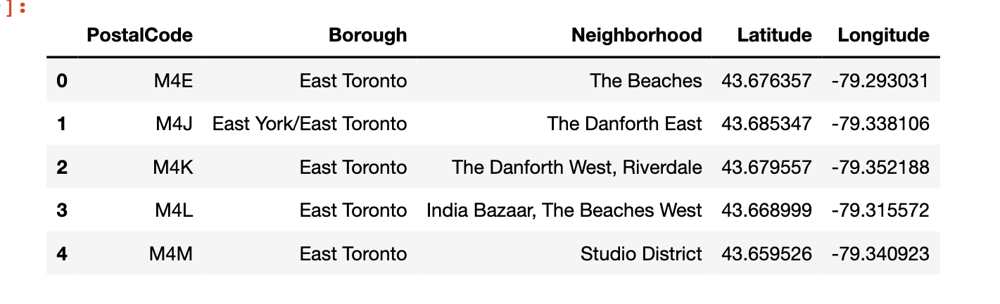 ]:
PostalCode Borough Neighborhood Latitude Longitude
0 M4E East Toronto The Beaches 43.676357 -79.293031
1 M4J East York/East Toronto The Danforth East 43.685347 -79.338106
2 M4K East Toronto The Danforth West, Riverdale 43.679557 -79.352188
3 M4L East Toronto India Bazaar, The Beaches West 43.668999 -79.315572
4 M4M East Toronto Studio District 43.659526 -79.340923